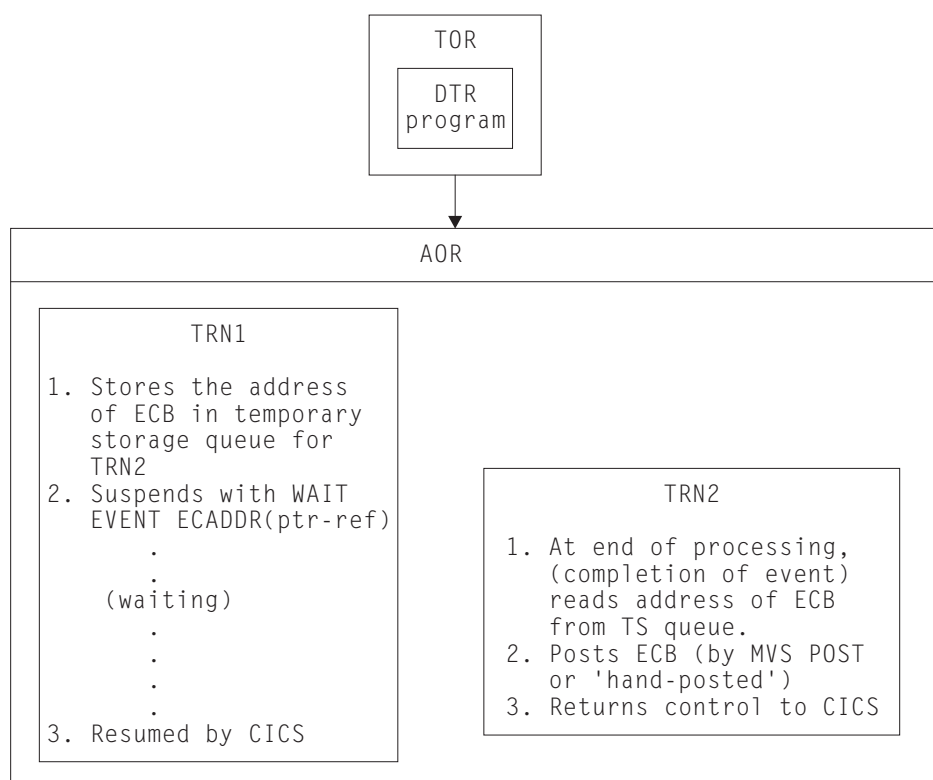 TOR
DTR
program
AOR
TRN1
1. Stores the address
of ECB in temporary
storage queue for
TRN2
2. Suspends with WAIT
EVENT ECADDR(ptr-ref)
.
.
(waiting)
.
.
.
.
3. Resumed by CICS
TRN2
1. At end of processing,
(completion of event)
reads address of ECB
from TS queue.
2. Posts ECB (by MVS POST
or 'hand-posted')
3. Returns control to CICS